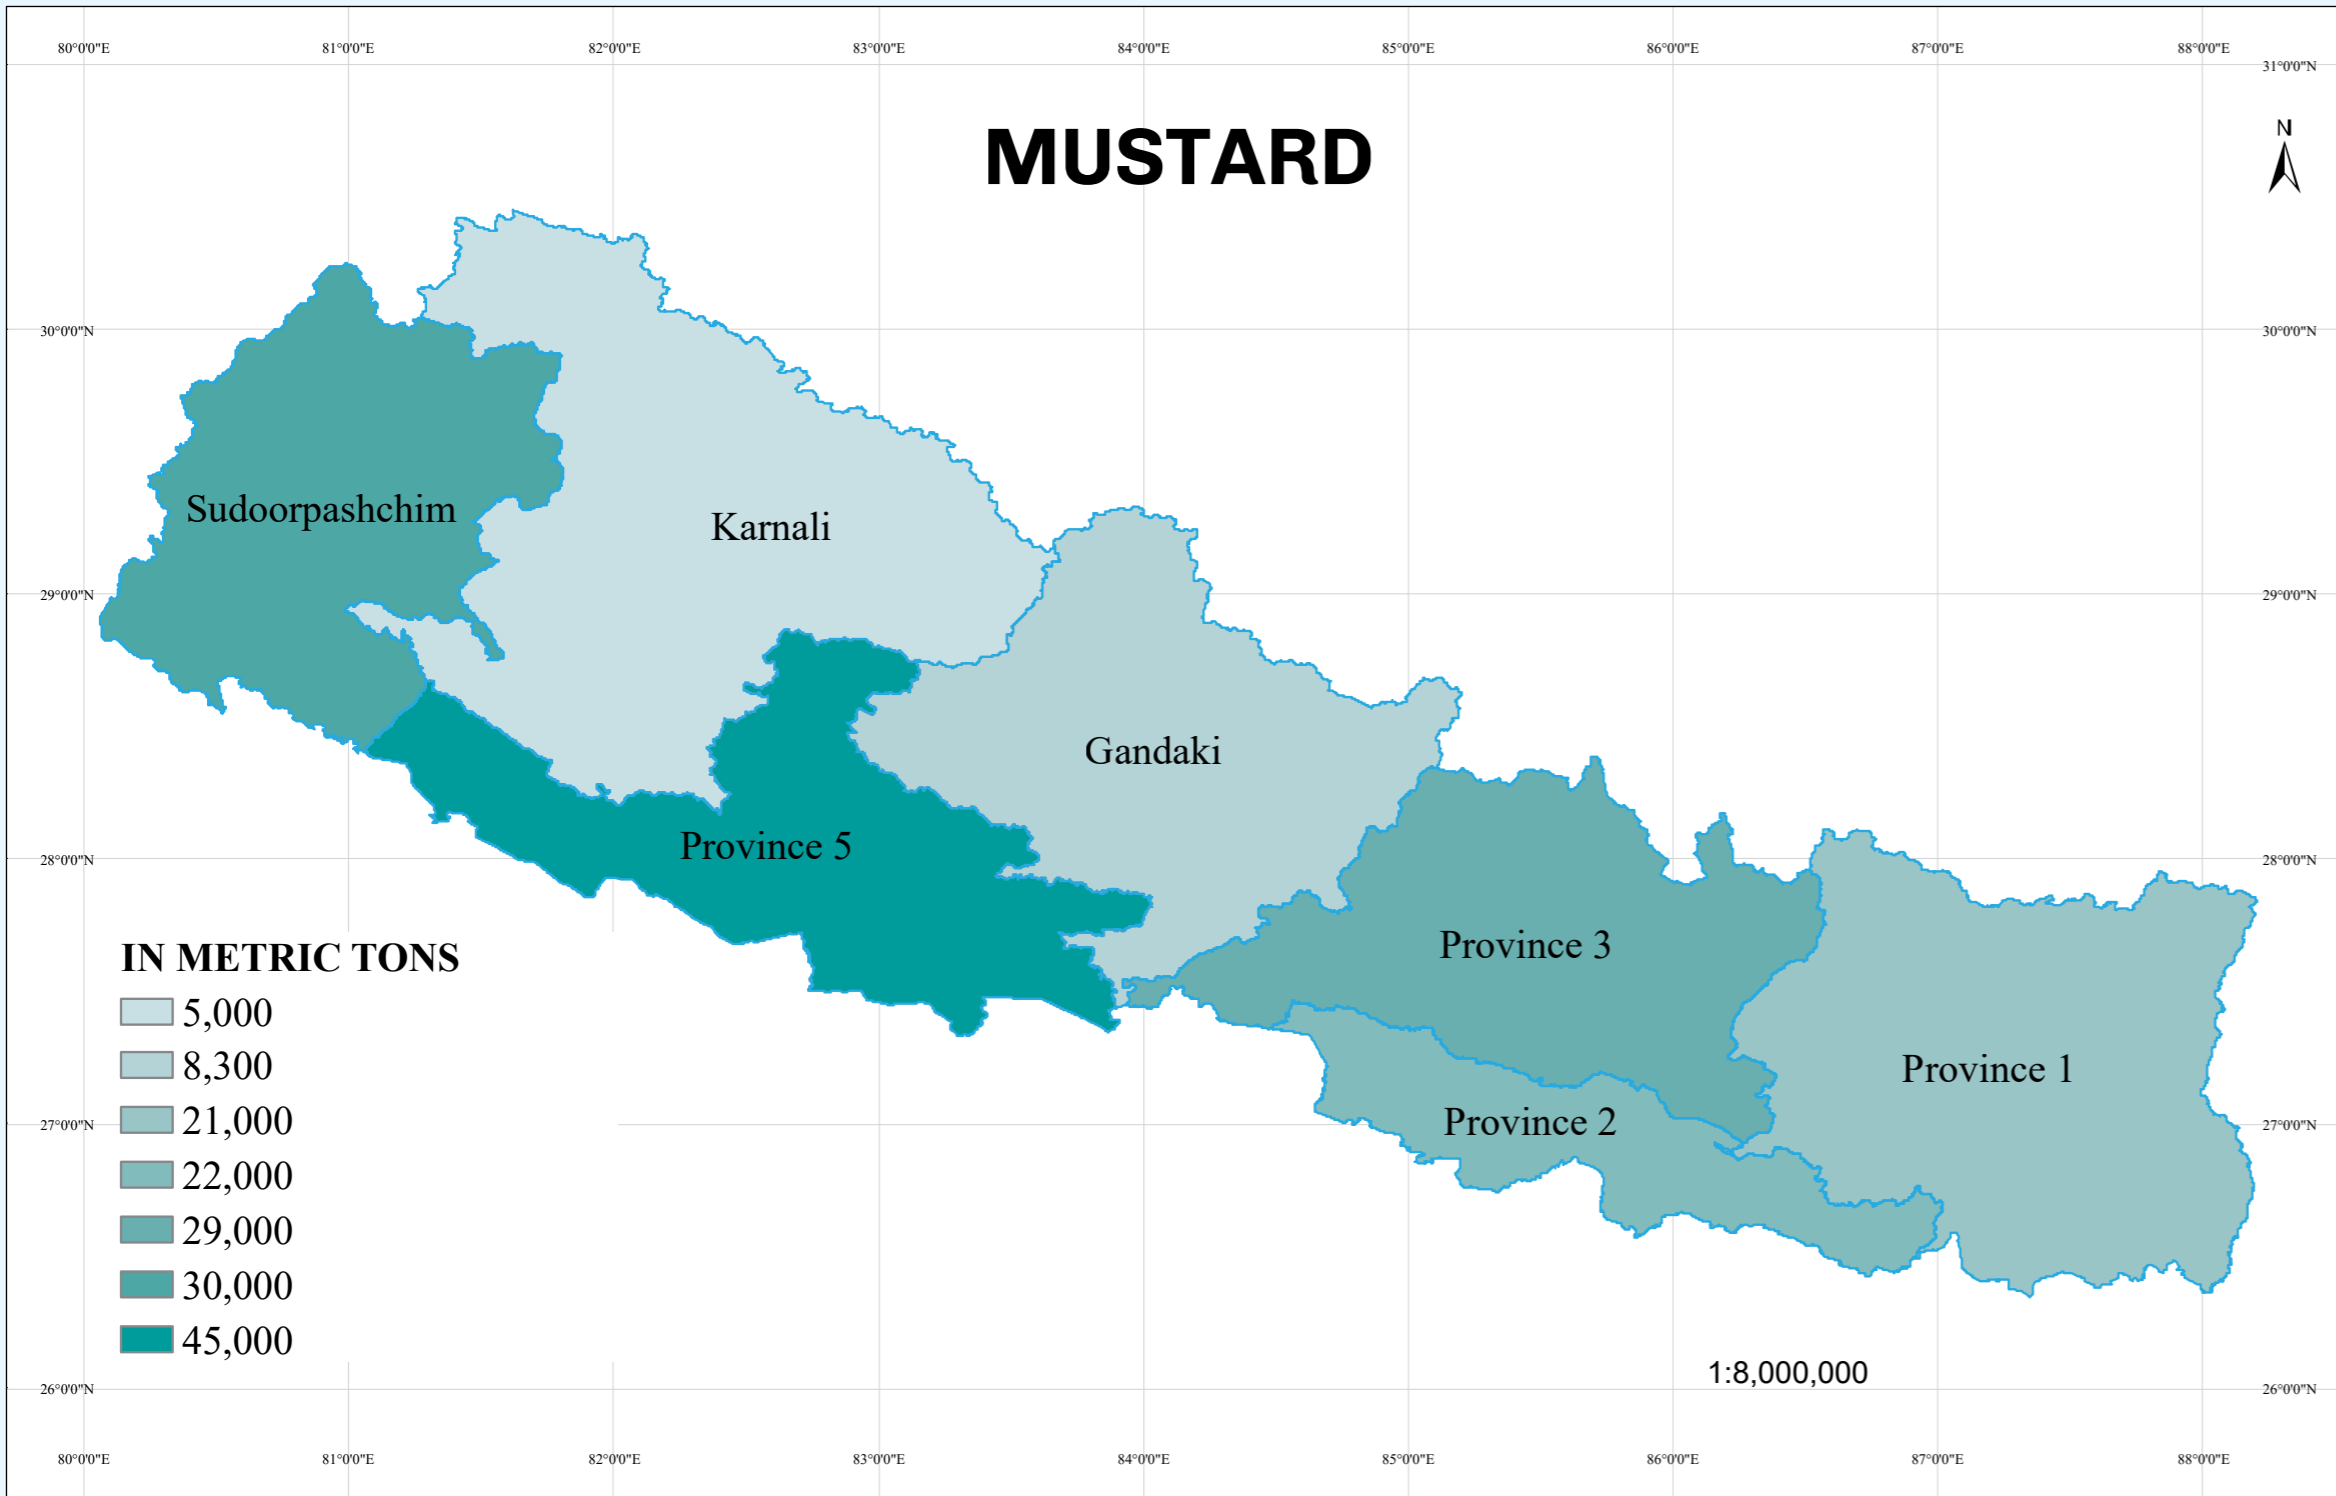 80°0'0"E 81°0'0"E 82°0'0"E 83°0'0"E 84°0'0"E 85°0'0"E 86°0'0"E 87°0'0"E 88°0'0"E
31°0'0"N
N
MUSTARD
30°0'0"N 30°0'0"N
Sudoorpashchim
Karnali
29°0'0"N 29°0'0"N
Gandaki
Province 5
28°0'0"N 28°0'0"N
Province 3
Province 1
Province 2
27°0'0"N 27°0'0"N
IN METRIC TONS
5,000
8,300
21,000
22,000
29,000
30,000
45,000
1:8,000,000
26°0'0"N 26°0'0"N
80°0'0"E 81°0'0"E 82°0'0"E 83°0'0"E 84°0'0"E 85°0'0"E 86°0'0"E 87°0'0"E 88°0'0"E